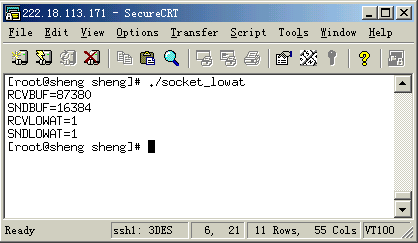 222.18.113.171 - SecureCRT
File Edit View Options Transfer Script Tools Window Help
[root@sheng sheng]# ./socket_lowat
RCVBUF=87380
SNDBUF=16384
RCVLOWAT=1
SNDLOWAT=1
[root@sheng sheng]#
Ready ssh1: 3DES 6, 21 11 Rows, 55 Cols VT100